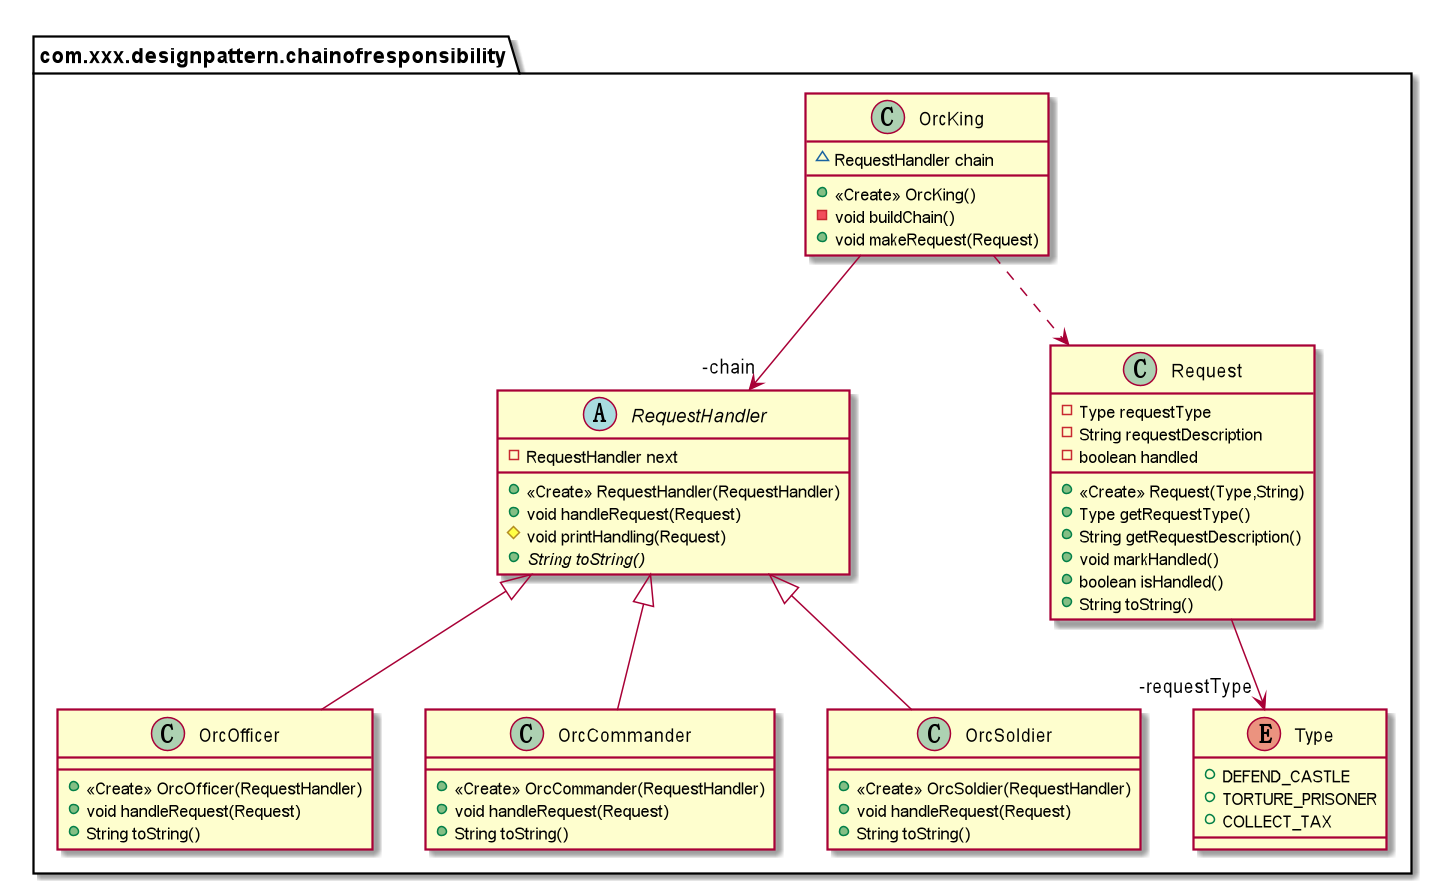 com.xxx.designpattern.chainofresponsibility
C OrcKing
RequestHandler chain
«Create» OrcKing()
void buildChain()
void makeRequest(Request)
-chain
A RequestHandler
RequestHandler next
«Create» RequestHandler(RequestHandler)
void handleRequest(Request)
void printHandling(Request)
String toString()
C Request
Type requestType
String requestDescription
boolean handled
«Create» Request(Type,String)
Type getRequestType()
String getRequestDescription()
void markHandled()
boolean isHandled()
String toString()
-requestType
C OrcOfficer
«Create» OrcOfficer(RequestHandler)
void handleRequest(Request)
String toString()
C OrcCommander
«Create» OrcCommander(RequestHandler)
void handleRequest(Request)
String toString()
C OrcSoldier
«Create» OrcSoldier(RequestHandler)
void handleRequest(Request)
String toString()
E Type
DEFEND_CASTLE
TORTURE_PRISONER
COLLECT_TAX